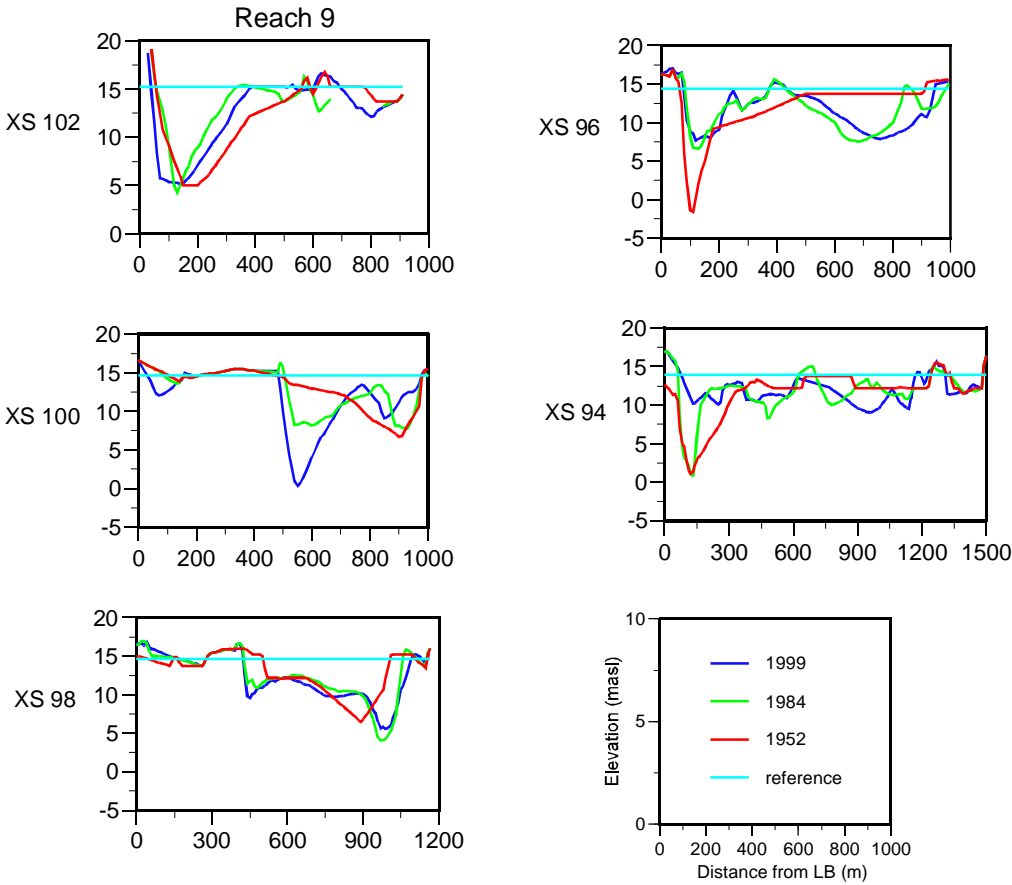 Reach 9
XS 102
20
15
10
5
0
0 200 400 600 800 1000
XS 96
20
15
10
5
0
-5
0 200 400 600 800 1000
XS 100
20
15
10
5
0
-5
0 200 400 600 800 1000
XS 94
20
15
10
5
0
-5
0 300 600 900 1200 1500
XS 98
20
15
10
5
0
-5
0 300 600 900 1200
Elevation (masl)
10
5
0
1999
1984
1952
reference
0 200 400 600 800 1000
Distance from LB (m)